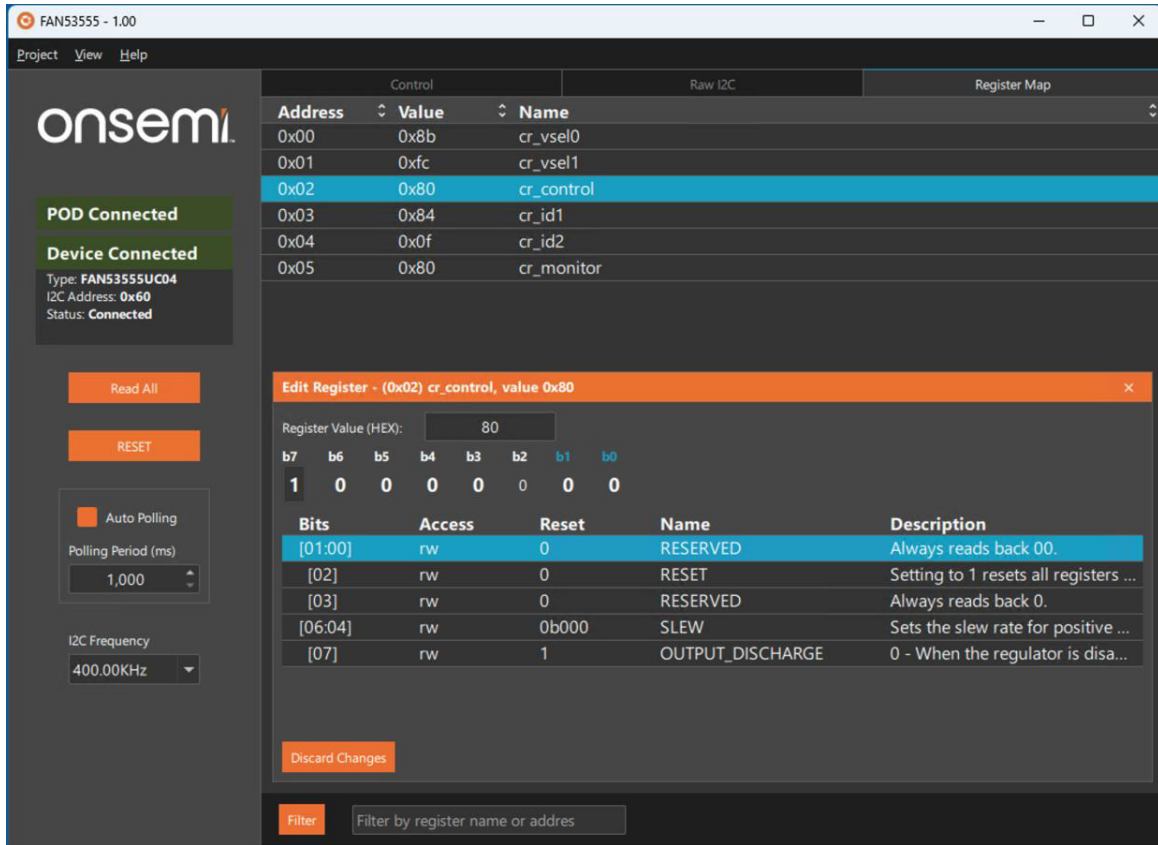 FAN53555 - 1.00
Project View Help
onsemi™
POD Connected
Device Connected
Type: FAN53555UC04
I2C Address: 0x60
Status: Connected
Read All
RESET
Auto Polling
Polling Period (ms)
1,000
I2C Frequency
400.00KHz
Control Raw I2C Register Map
Address Value Name
0x00 0x8b cr_vsel0
0x01 0xfc cr_vsel1
0x02 0x80 cr_control
0x03 0x84 cr_id1
0x04 0x0f cr_id2
0x05 0x80 cr_monitor
Edit Register - (0x02) cr_control, value 0x80
Register Value (HEX): 80
b7 b6 b5 b4 b3 b2 b1 b0
1 0 0 0 0 0 0 0
Bits Access Reset Name Description
[01:00] rw 0 RESERVED Always reads back 00.
[02] rw 0 RESET Setting to 1 resets all registers ...
[03] rw 0 RESERVED Always reads back 0.
[06:04] rw 0b000 SLEW Sets the slew rate for positive ...
[07] rw 1 OUTPUT_DISCHARGE 0 - When the regulator is disa...
Discard Changes
Filter Filter by register name or addres